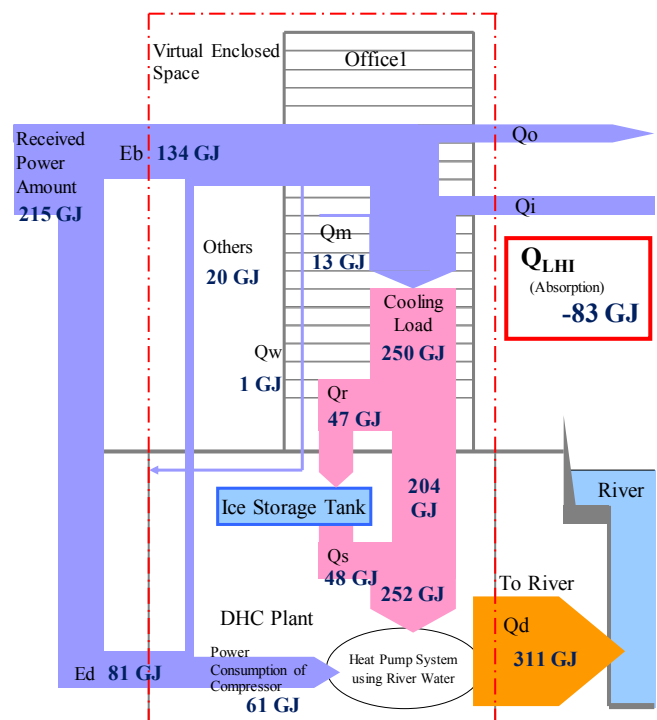 Virtual Enclosed
Space
Office1
Received
Power
Amount
215 GJ
Eb 134 GJ
Qo
Qi
Others
20 GJ
Qm
13 GJ
QLHI
(Absorption)
-83 GJ
Cooling
Load
250 GJ
Qw
1 GJ
Qr
47 GJ
204
GJ
River
Ice Storage Tank
Qs
48 GJ
252 GJ
To River
DHC Plant
Qd
311 GJ
Ed 81 GJ
Power
Consumption of
Compressor
61 GJ
Heat Pump System
using River Water